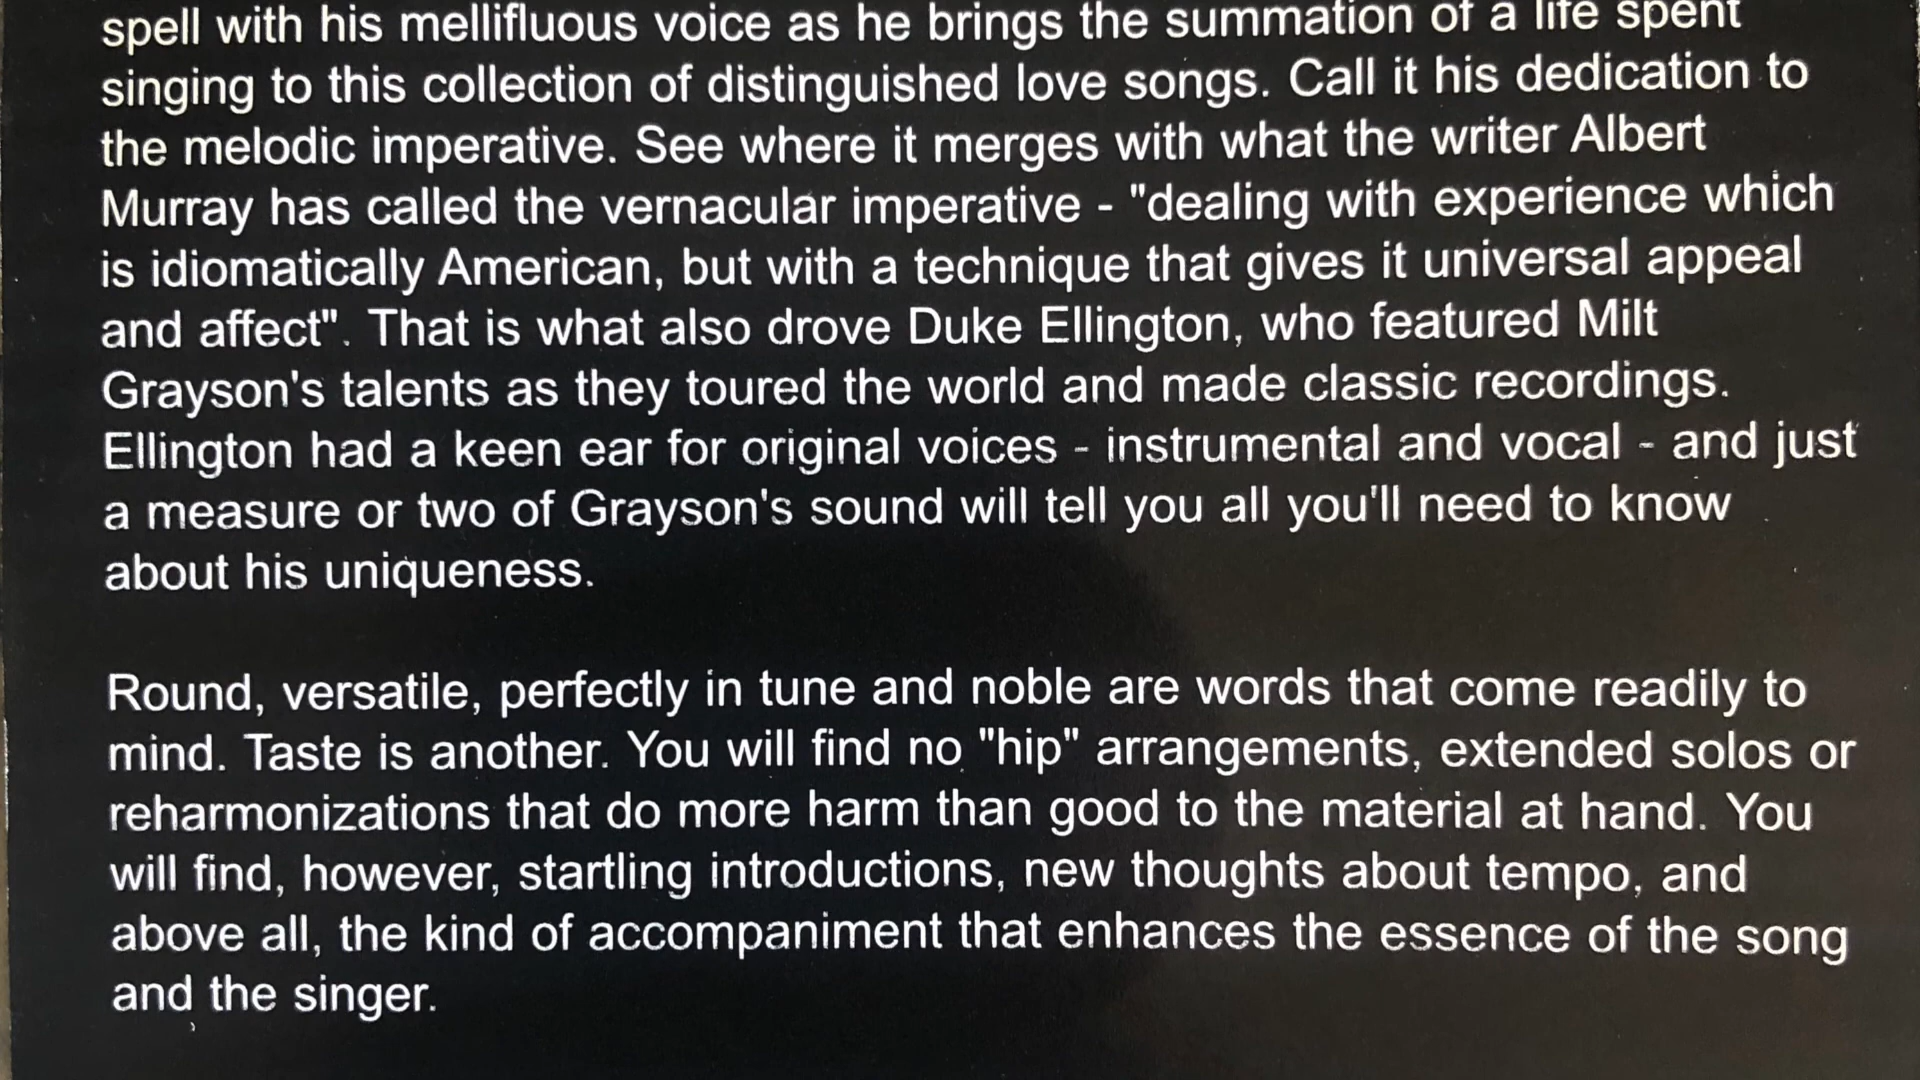 spell with his mellifluous voice as he brings the summation of a life spent
singing to this collection of distinguished love songs. Call it his dedication to
the melodic imperative. See where it merges with what the writer Albert
Murray has called the vernacular imperative - "dealing with experience which
is idiomatically American, but with a technique that gives it universal appeal
and affect". That is what also drove Duke Ellington, who featured Milt
Grayson's talents as they toured the world and made classic recordings.
Ellington had a keen ear for original voices - instrumental and vocal - and just
a measure or two of Grayson's sound will tell you all you'll need to know
about his uniqueness.
Round, versatile, perfectly in tune and noble are words that come readily to
mind. Taste is another. You will find no "hip" arrangements, extended solos or
reharmonizations that do more harm than good to the material at hand. You
will find, however, startling introductions, new thoughts about tempo, and
above all, the kind of accompaniment that enhances the essence of the song
and the singer.